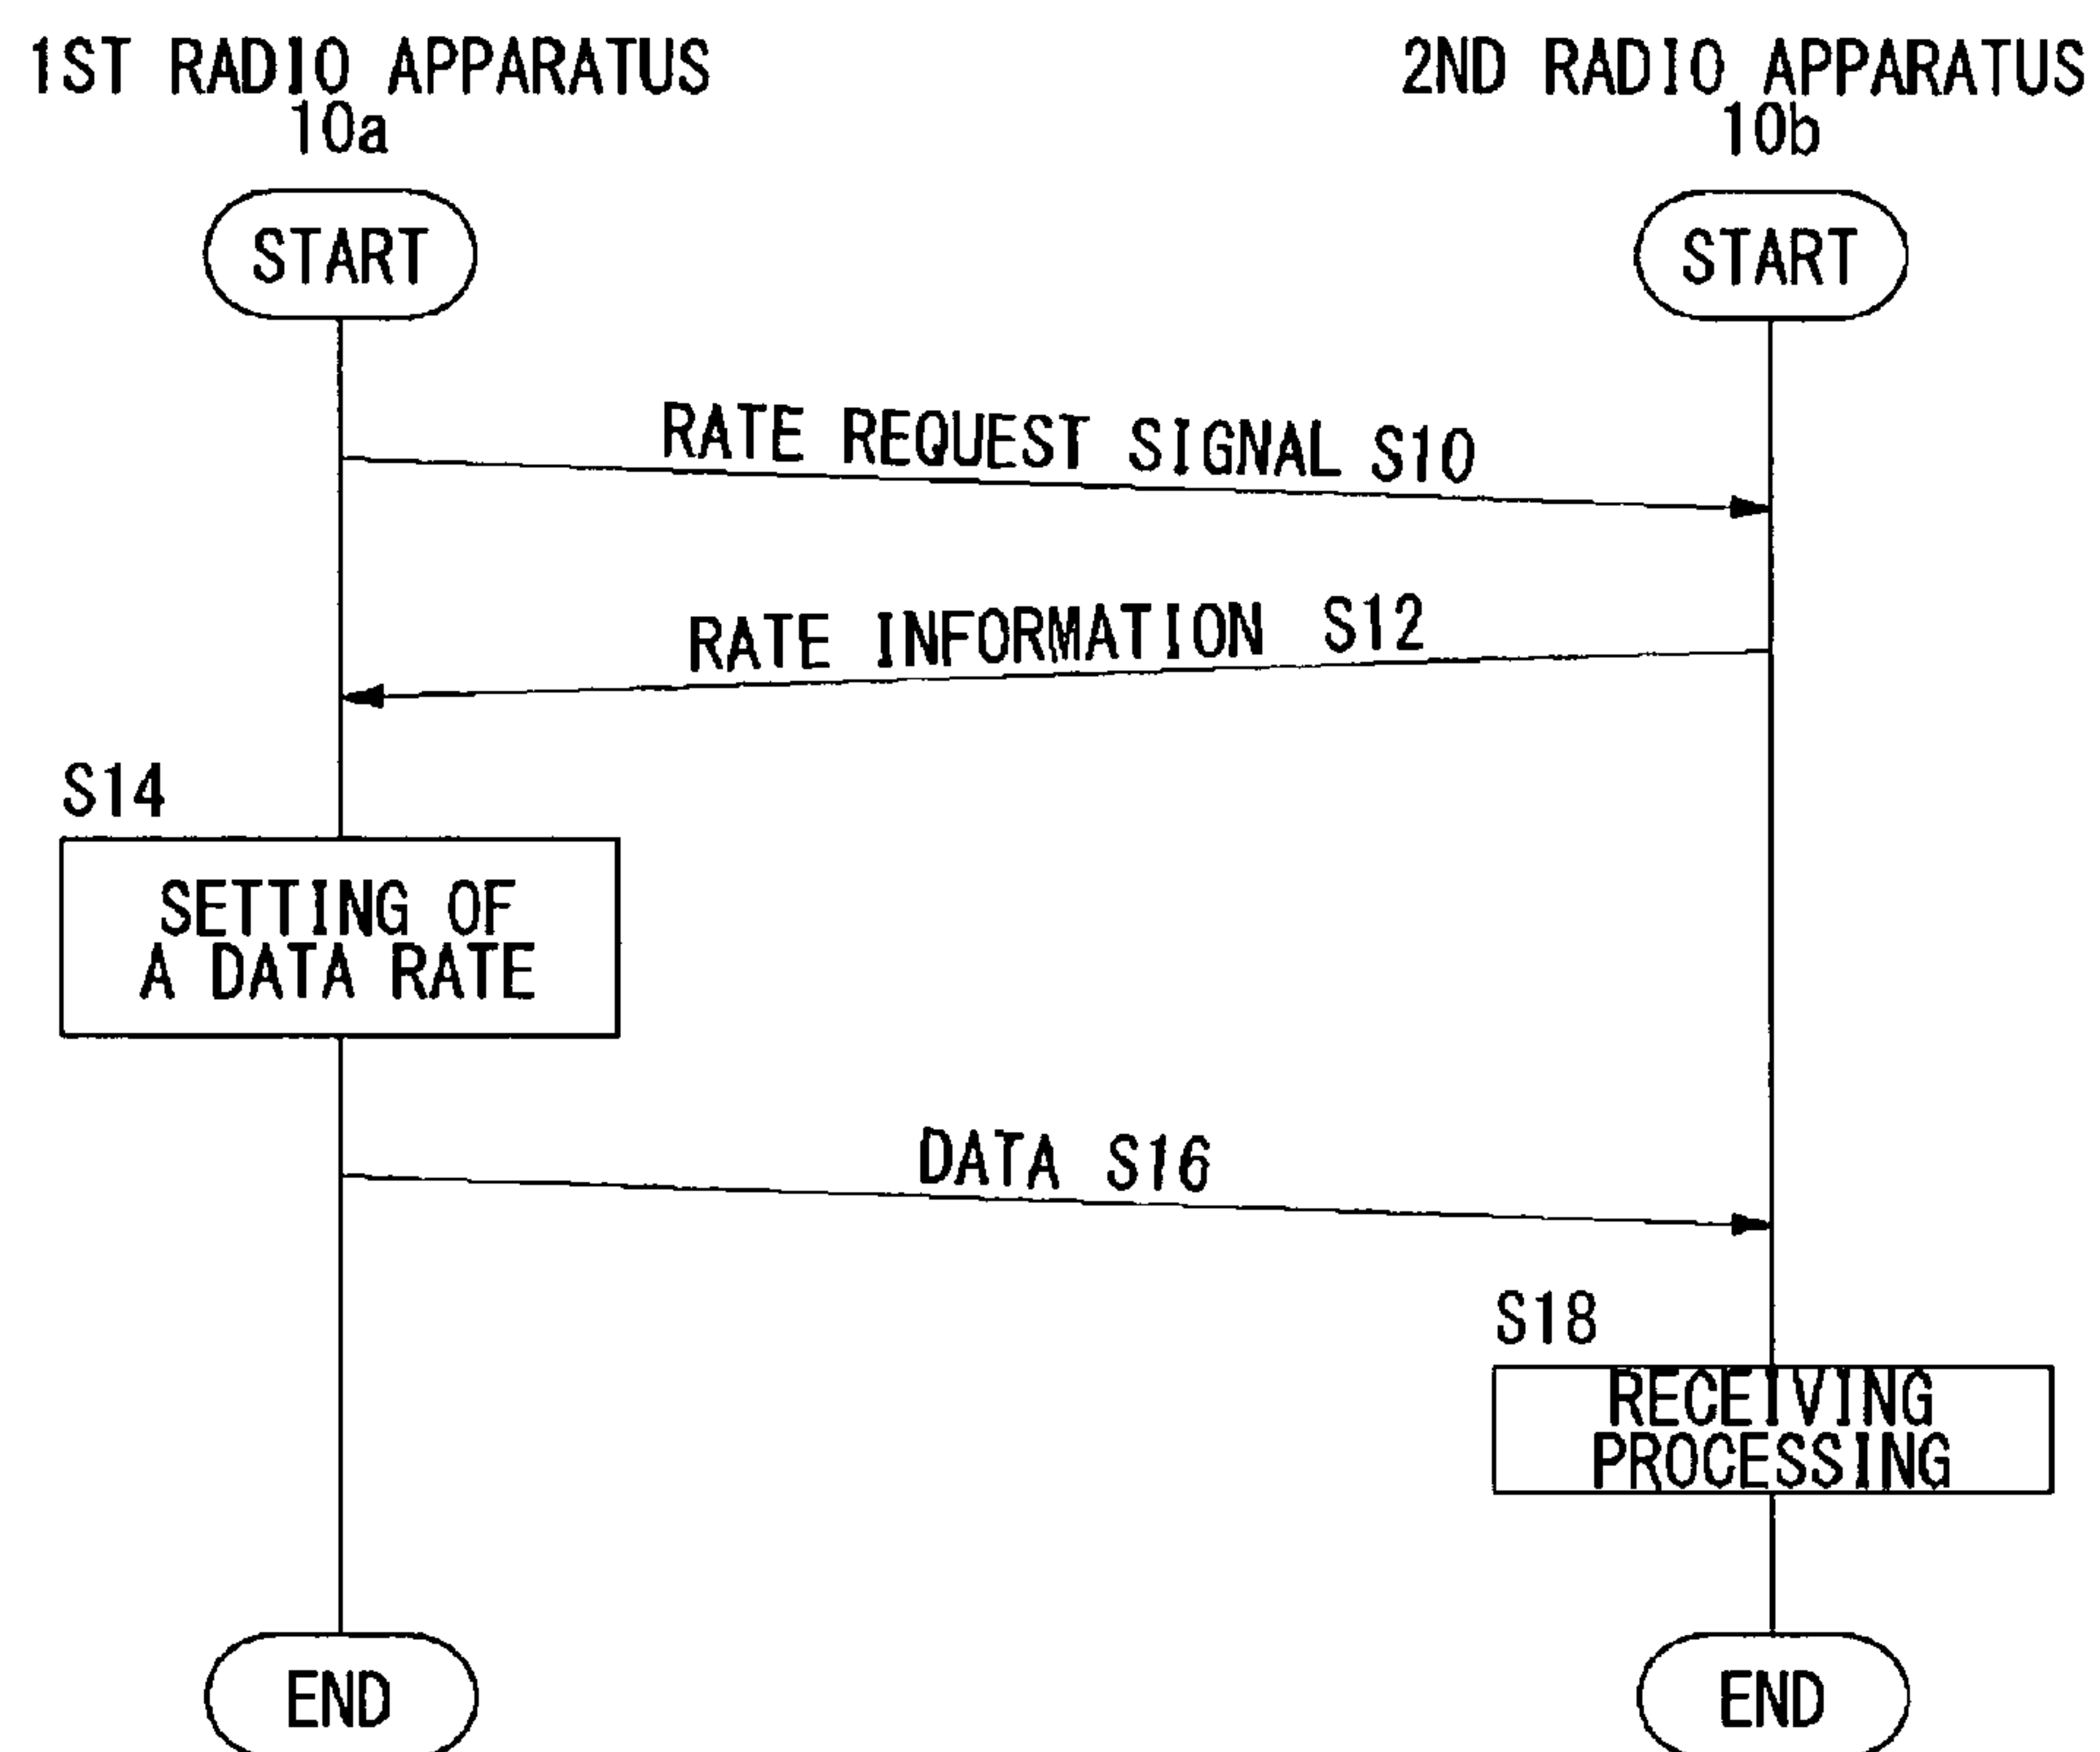 1ST RADIO APPARATUS
10a
2ND RADIO APPARATUS
10b
START
START
RATE REQUEST SIGNAL S10
RATE INFORMATION S12
S14
SETTING OF
A DATA RATE
DATA S16
S18
RECEIVING
PROCESSING
END
END